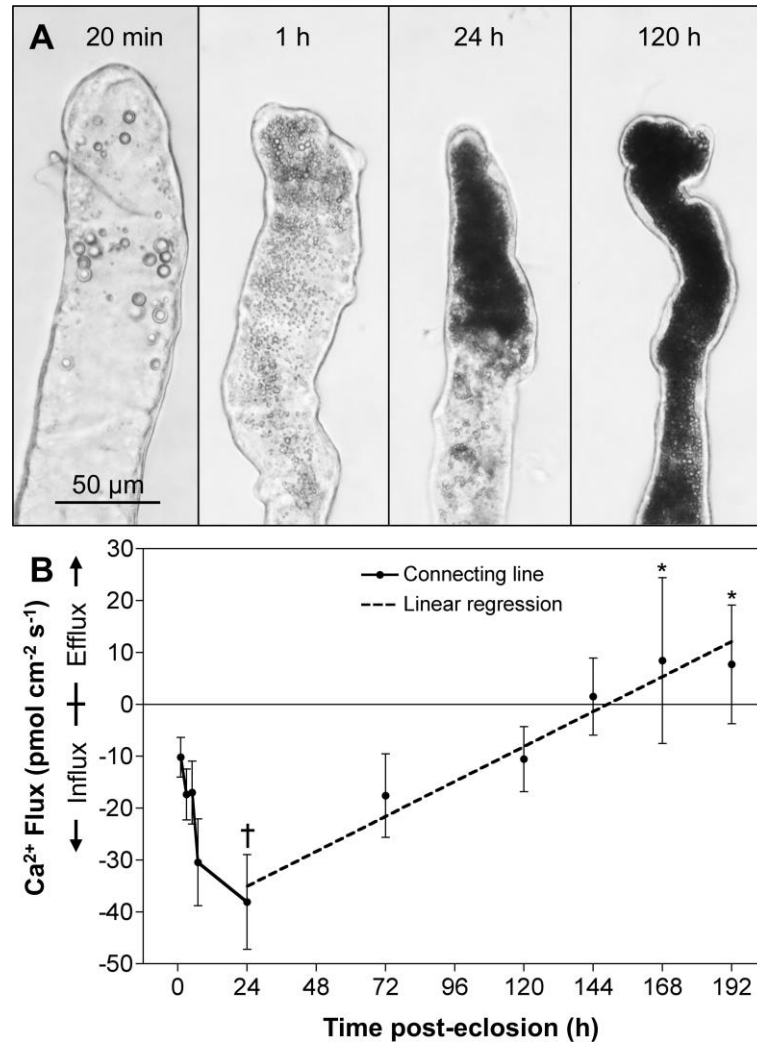 A
20 min
1 h
24 h
120 h
50 µm
B
Ca²⁺ Flux (pmol cm⁻² s⁻¹)
← Influx
Efflux →
30
20
10
0
-10
-20
-30
-40
-50
Connecting line
Linear regression
†
*
*
0
24
48
72
96
120
144
168
192
Time post-eclosion (h)